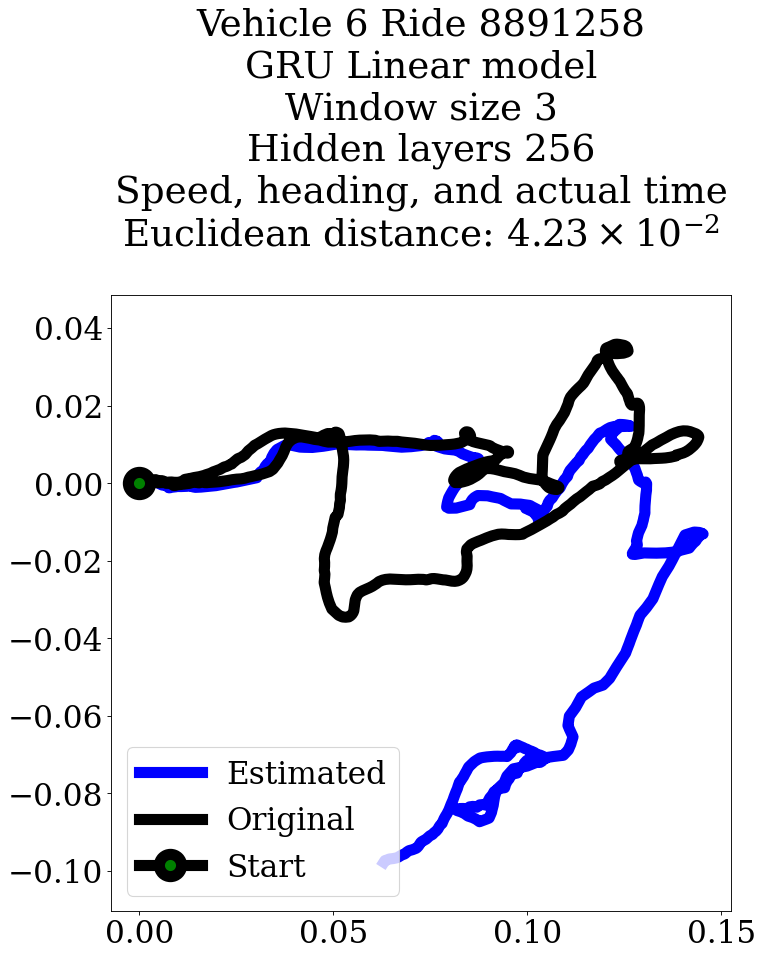 Vehicle 6 Ride 8891258
GRU Linear model
Window size 3
Hidden layers 256
Speed, heading, and actual time
Euclidean distance: 4.23 × 10⁻²
0.04
0.02
0.00
−0.02
−0.04
−0.06
−0.08
−0.10
Estimated
Original
Start
0.00 0.05 0.10 0.15